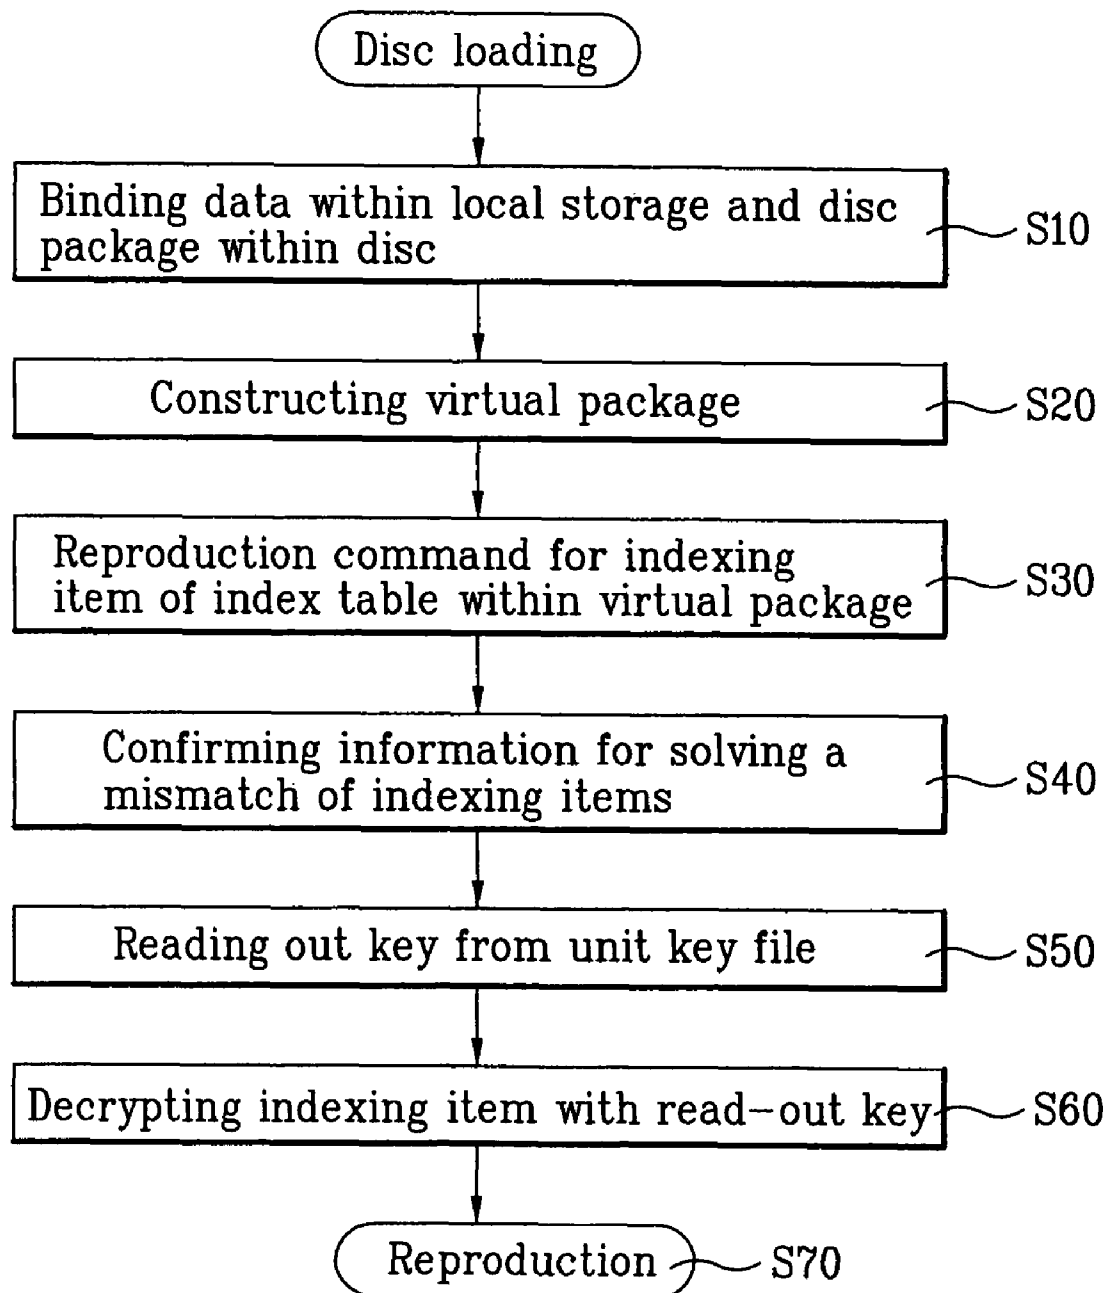 Disc loading
Binding data within local storage and disc
package within disc
S10
Constructing virtual package
S20
Reproduction command for indexing
item of index table within virtual package
S30
Confirming information for solving a
mismatch of indexing items
S40
Reading out key from unit key file
S50
Decrypting indexing item with read-out key
S60
Reproduction
S70